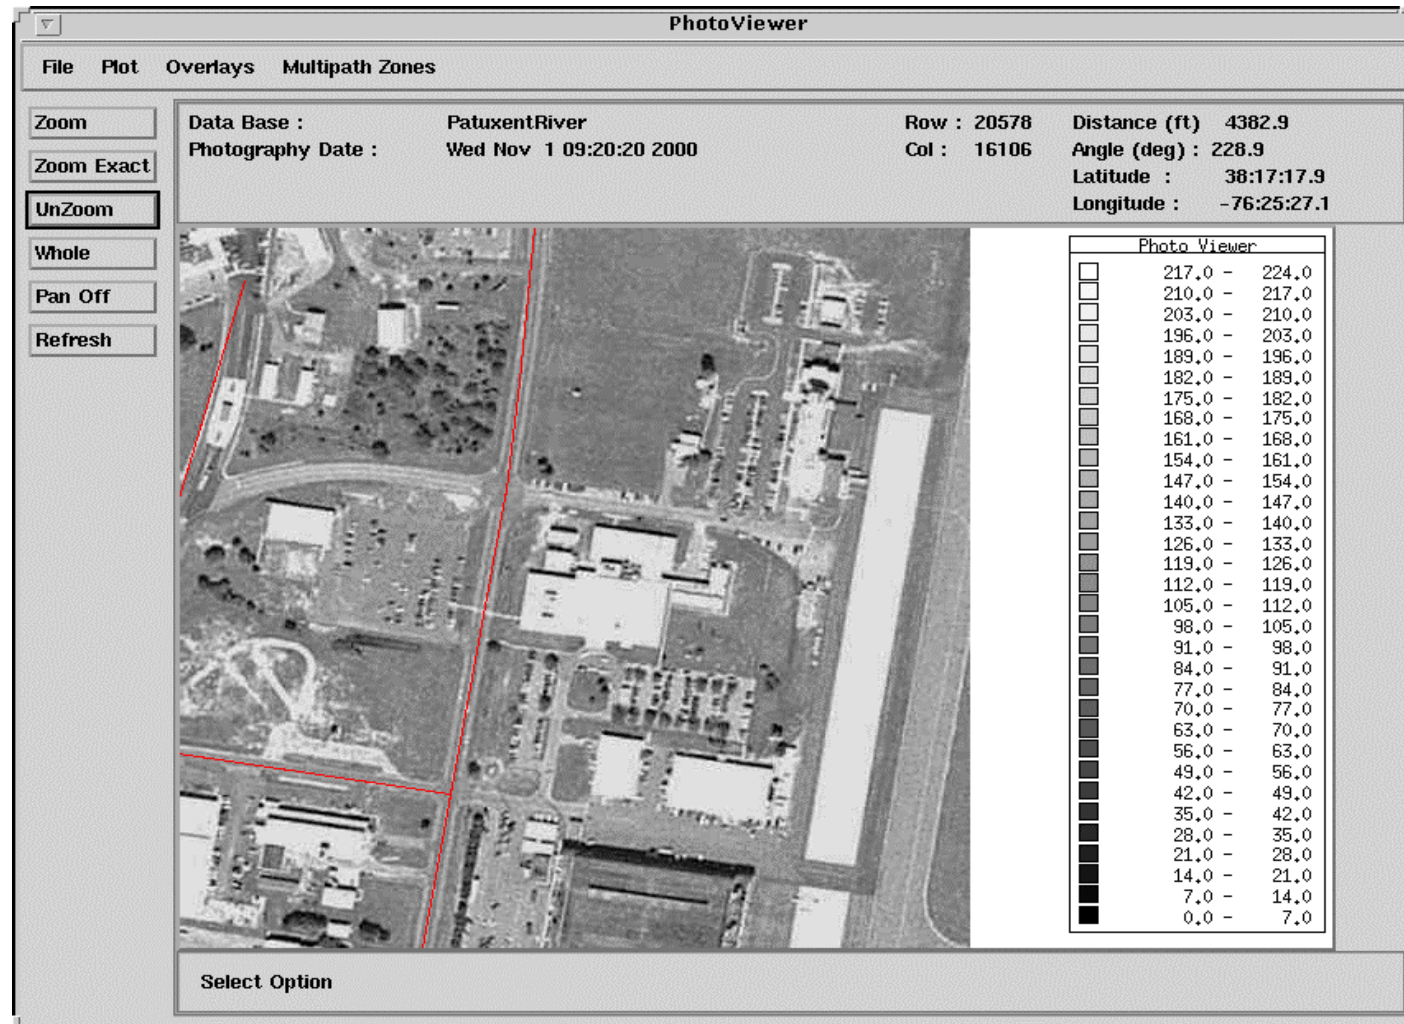 PhotoViewer
File Plot Overlays Multipath Zones
Zoom
Zoom Exact
UnZoom
Whole
Pan Off
Refresh
Data Base : PatuxentRiver Row : 20578 Distance (ft) 4382.9
Photography Date : Wed Nov 1 09:20:20 2000 Col : 16106 Angle (deg) : 228.9
Latitude : 38:17:17.9
Longitude : -76:25:27.1
Photo Viewer
217.0 - 224.0
210.0 - 217.0
203.0 - 210.0
196.0 - 203.0
189.0 - 196.0
182.0 - 189.0
175.0 - 182.0
168.0 - 175.0
161.0 - 168.0
154.0 - 161.0
147.0 - 154.0
140.0 - 147.0
133.0 - 140.0
126.0 - 133.0
119.0 - 126.0
112.0 - 119.0
105.0 - 112.0
98.0 - 105.0
91.0 - 98.0
84.0 - 91.0
77.0 - 84.0
70.0 - 77.0
63.0 - 70.0
56.0 - 63.0
49.0 - 56.0
42.0 - 49.0
35.0 - 42.0
28.0 - 35.0
21.0 - 28.0
14.0 - 21.0
7.0 - 14.0
0.0 - 7.0
Select Option